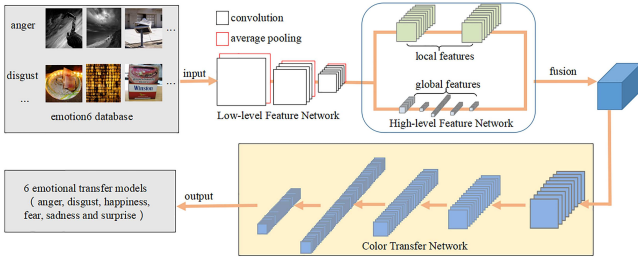 anger
...
disgust
Winsine
...
...
emotion6 database
input
convolution
average pooling
Low-level Feature Network
local features
global features
High-level Feature Network
fusion
6 emotional transfer models
( anger, disgust, happiness,
fear, sadness and surprise )
output
Color Transfer Network